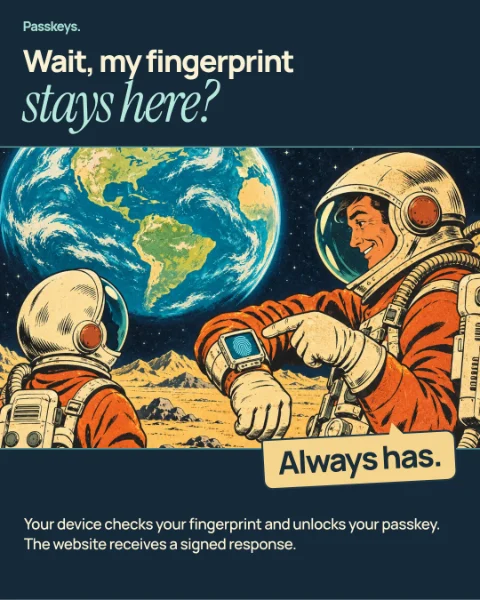 Passkeys.
Wait, my fingerprint
stays here?
Always has.
Your device checks your fingerprint and unlocks your passkey.
The website receives a signed response.